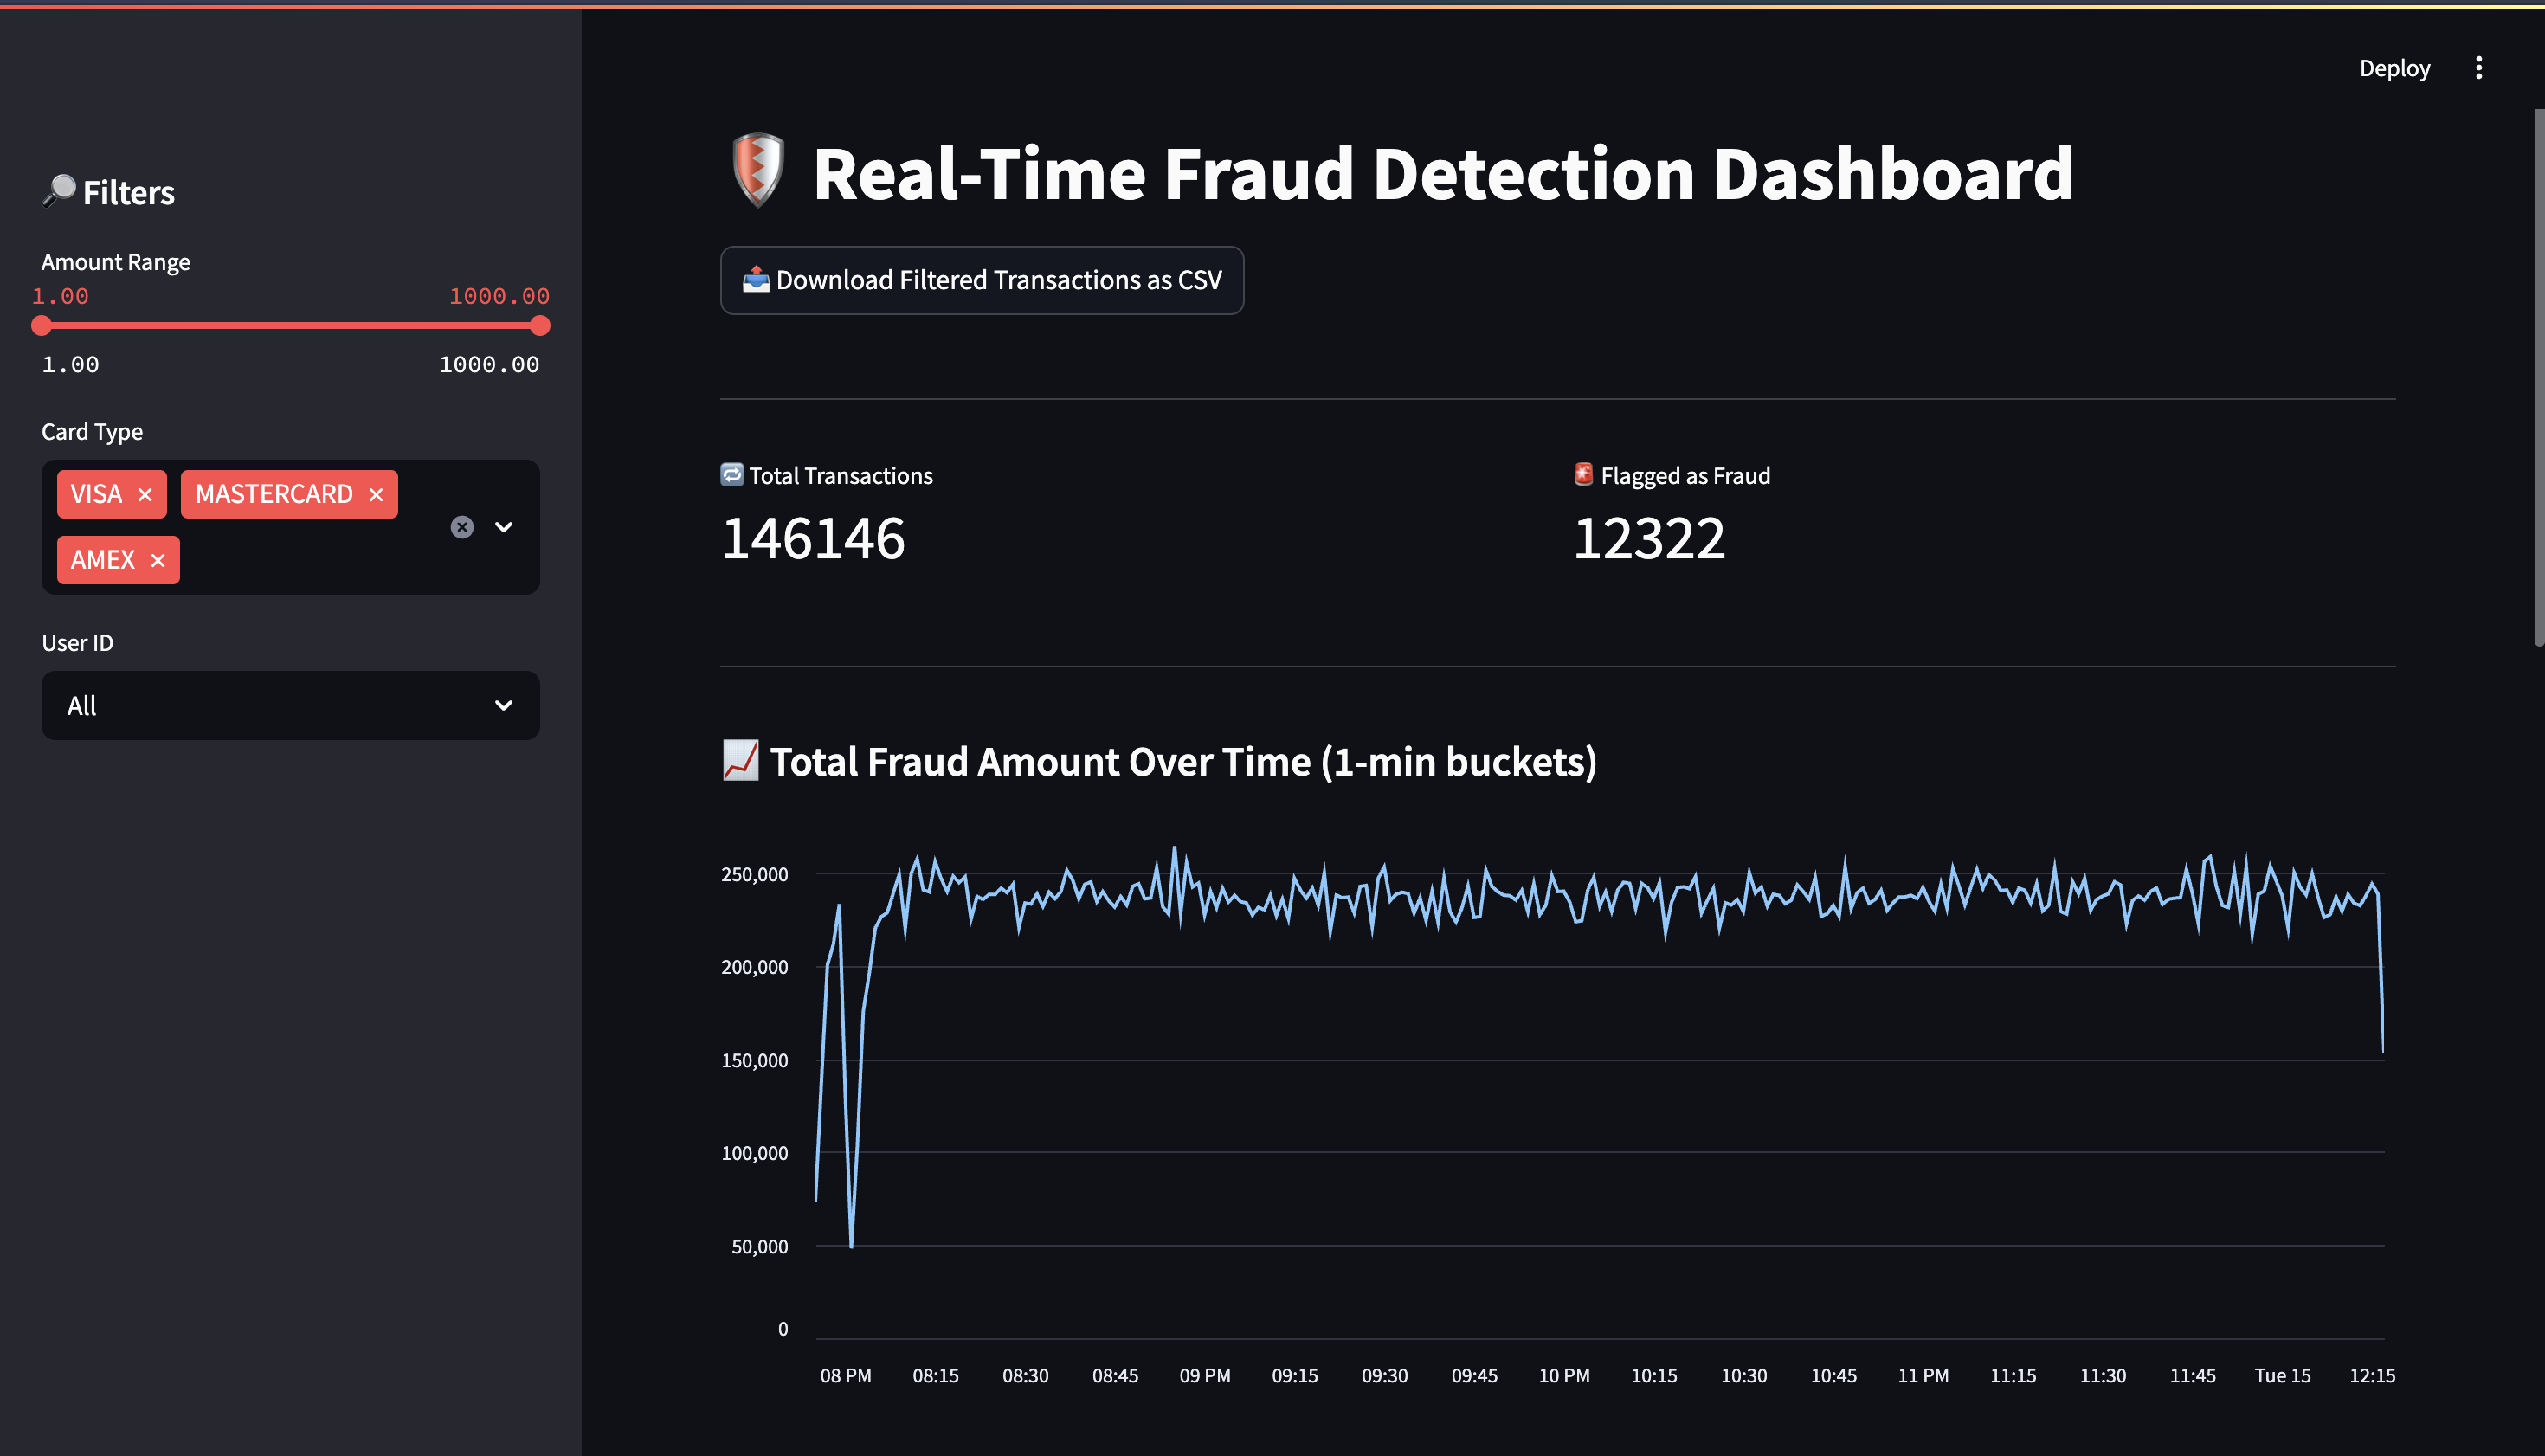 Deploy
Filters
Amount Range
1.00 1000.00
1.00 1000.00
Card Type
VISA MASTERCARD
AMEX
User ID
All
Real-Time Fraud Detection Dashboard
Download Filtered Transactions as CSV
Total Transactions
146146
Flagged as Fraud
12322
Total Fraud Amount Over Time (1-min buckets)
250,000
200,000
150,000
100,000
50,000
0
08 PM 08:15 08:30 08:45 09 PM 09:15 09:30 09:45 10 PM 10:15 10:30 10:45 11 PM 11:15 11:30 11:45 Tue 15 12:15